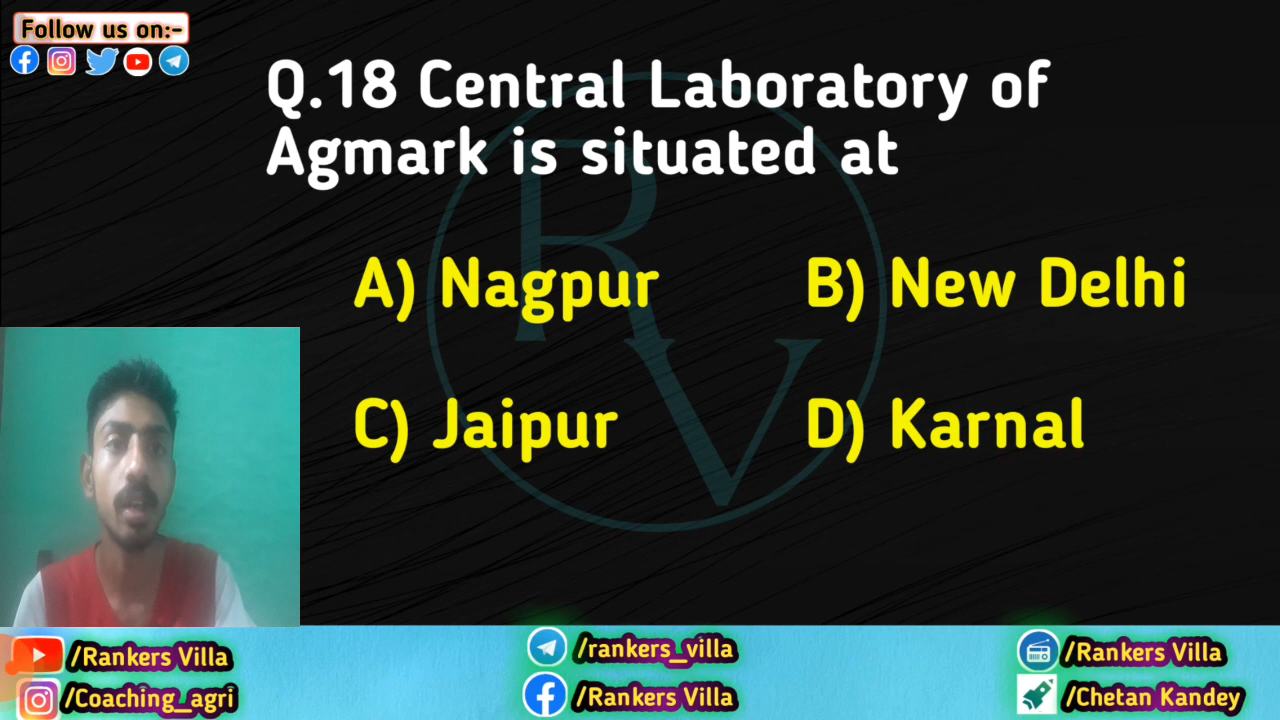 Follow us on:-
Q.18 Central Laboratory of
Agmark is situated at
A) Nagpur
B) New Delhi
C) Jaipur
D) Karnal
RV
/Rankers Villa
/rankers_villa
/Rankers Villa
/Coaching_agri
/Rankers Villa
/Chetan Kandey